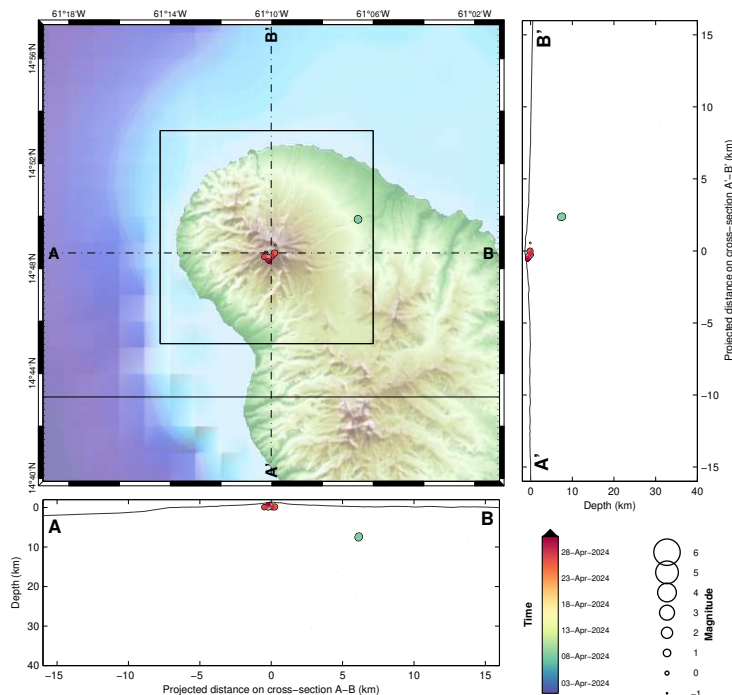 61°18'W 61°14'W 61°10'W 61°06'W 61°02'W
14°56'N
14°52'N
14°48'N
14°44'N
14°40'N
B'
A
B
A'
B'
A'
15
10
5
0
−5
−10
−15
Projected distance on cross−section A'−B' (km)
0 10 20 30 40
Depth (km)
A
B
0
10
20
30
40
Depth (km)
−15 −10 −5 0 5 10 15
Projected distance on cross−section A−B (km)
Time
28−Apr−2024
23−Apr−2024
18−Apr−2024
13−Apr−2024
08−Apr−2024
03−Apr−2024
6
5
4
3
2
1
0
−1
Magnitude